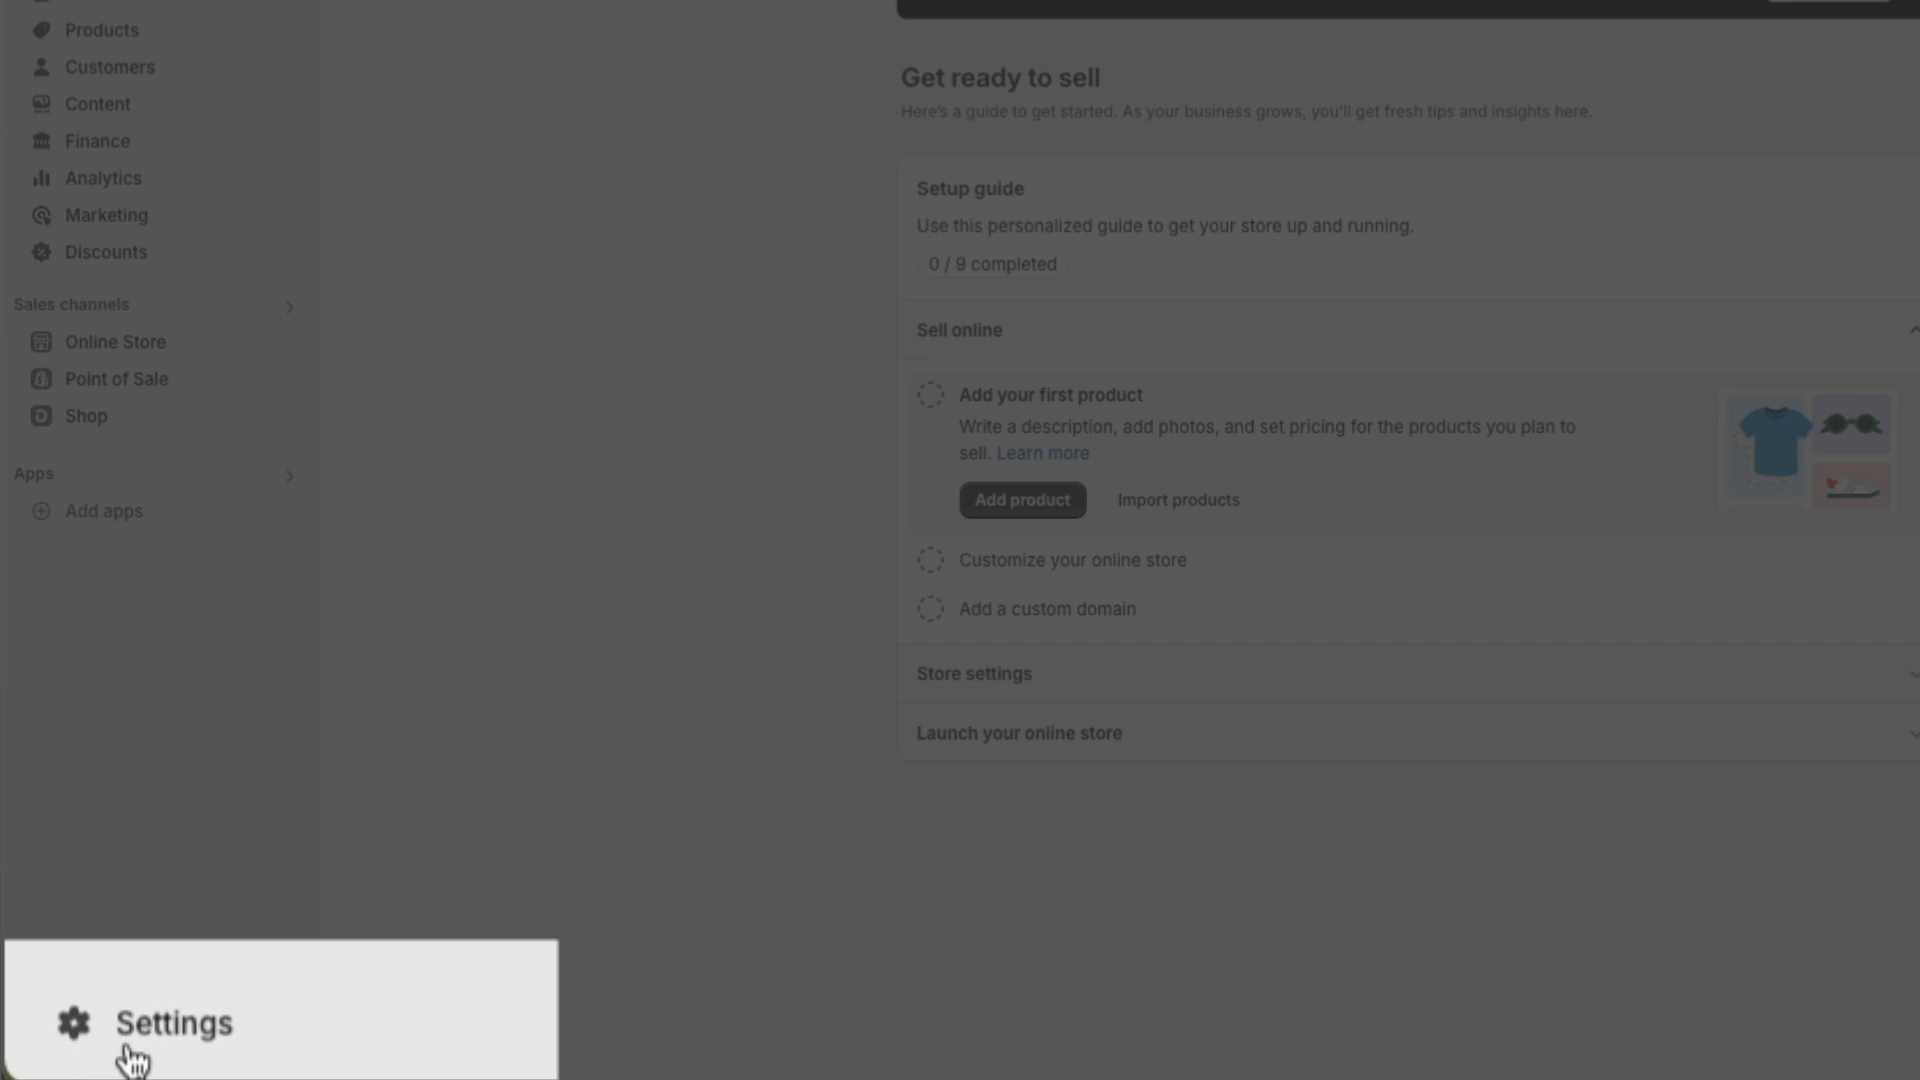 Products
Customers
Content
Finance
Analytics
Marketing
Discounts
Sales channels
Online Store
Point of Sale
Shop
Apps
Add apps
Settings
Get ready to sell
Here's a guide to get started. As your business grows, you'll get fresh tips and insights here.
Setup guide
Use this personalized guide to get your store up and running.
0 / 9 completed
Sell online
Add your first product
Write a description, add photos, and set pricing for the products you plan to
sell. Learn more
Add product
Import products
Customize your online store
Add a custom domain
Store settings
Launch your online store